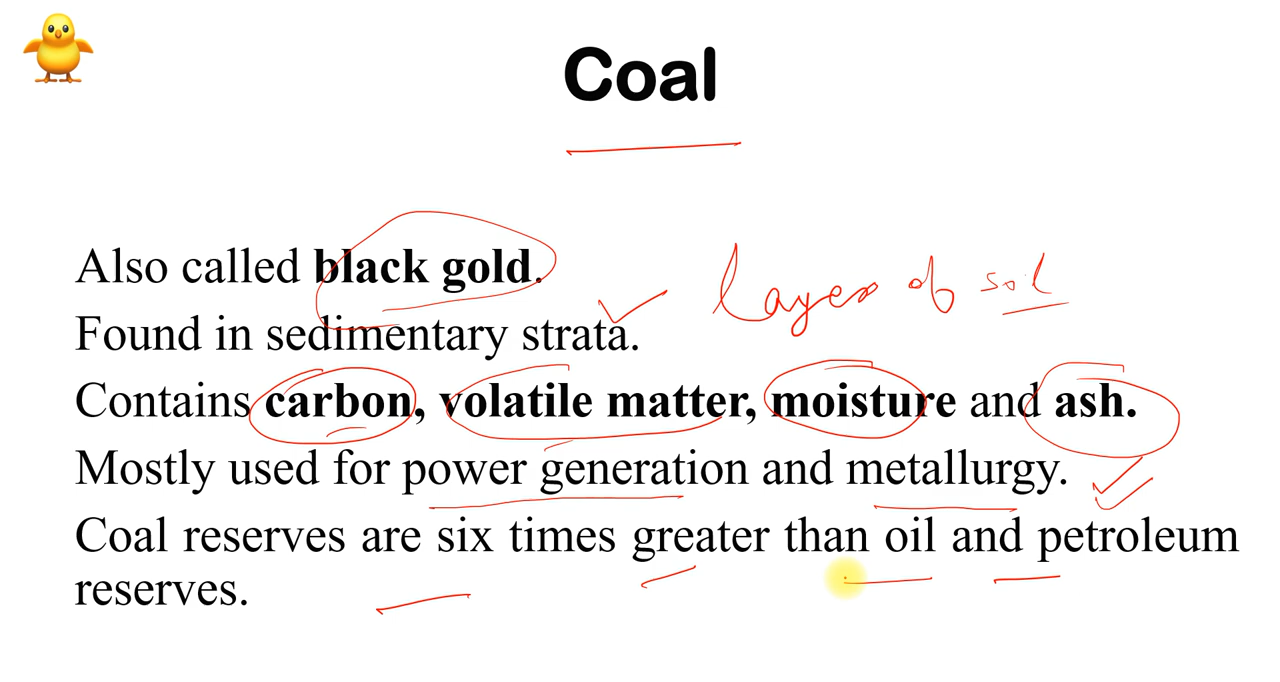 Coal
Also called black gold.
layer of soil
Found in sedimentary strata.
Contains carbon, volatile matter, moisture and ash.
Mostly used for power generation and metallurgy.
Coal reserves are six times greater than oil and petroleum
reserves.